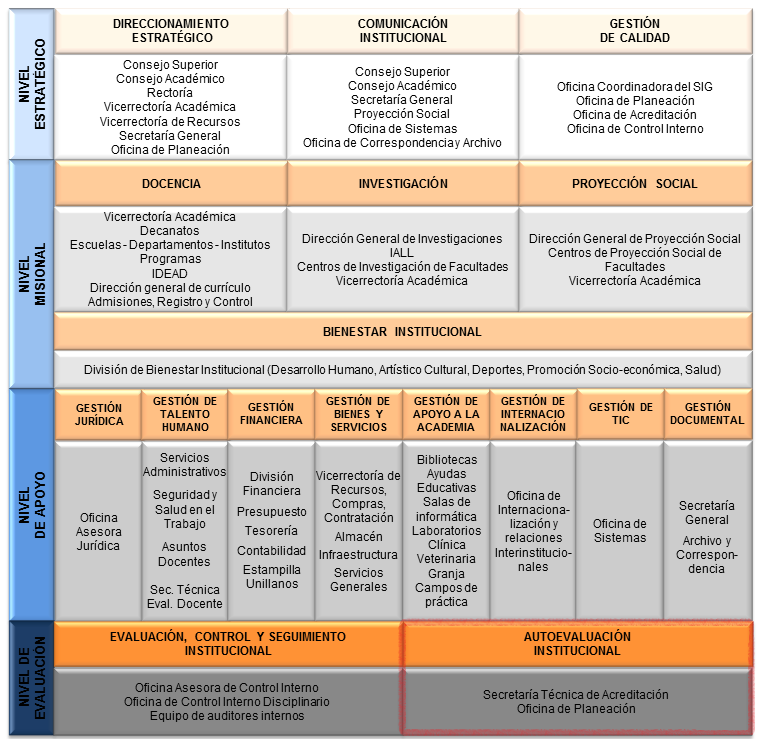 NIVEL
ESTRATÉGICO
DIRECCIONAMIENTO
ESTRATÉGICO
Consejo Superior
Consejo Académico
Rectoría
Vicerrectoría Académica
Vicerrectoría de Recursos
Secretaría General
Oficina de Planeación
COMUNICACIÓN
INSTITUCIONAL
Consejo Superior
Consejo Académico
Secretaría General
Proyección Social
Oficina de Sistemas
Oficina de Correspondencia y Archivo
GESTIÓN
DE CALIDAD
Oficina Coordinadora del SIG
Oficina de Planeación
Oficina de Acreditación
Oficina de Control Interno
NIVEL
MISIONAL
DOCENCIA
Vicerrectoría Académica
Decanatos
Escuelas - Departamentos - Institutos
Programas
IDEAD
Dirección general de currículo
Admisiones, Registro y Control
INVESTIGACIÓN
Dirección General de Investigaciones
IALL
Centros de Investigación de Facultades
Vicerrectoría Académica
PROYECCIÓN SOCIAL
Dirección General de Proyección Social
Centros de Proyección Social de
Facultades
Vicerrectoría Académica
BIENESTAR INSTITUCIONAL
División de Bienestar Institucional (Desarrollo Humano, Artístico Cultural, Deportes, Promoción Socio-económica, Salud)
NIVEL
DE APOYO
GESTIÓN
JURÍDICA
Oficina
Asesora
Jurídica
GESTIÓN DE
TALENTO
HUMANO
Servicios
Administrativos
Seguridad y
Salud en el
Trabajo
Asuntos
Docentes
Sec. Técnica
Eval. Docente
GESTIÓN
FINANCIERA
División
Financiera
Presupuesto
Tesorería
Contabilidad
Estampilla
Unillanos
GESTIÓN DE
BIENES Y
SERVICIOS
Vicerrectoría de
Recursos,
Compras,
Contratación
Almacén
Infraestructura
Servicios
Generales
GESTIÓN DE
APOYO A LA
ACADEMIA
Bibliotecas
Ayudas
Educativas
Salas de
informática
Laboratorios
Clínica
Veterinaria
Granja
Campos de
práctica
GESTIÓN DE
INTERNACIO
NALIZACIÓN
Oficina de
Internaciona-
lización y
relaciones
Interinstitucio-
nales
GESTIÓN DE
TIC
Oficina de
Sistemas
GESTIÓN
DOCUMENTAL
Secretaría
General
Archivo y
Correspon-
dencia
NIVEL DE
EVALUACIÓN
EVALUACIÓN, CONTROL Y SEGUIMIENTO
INSTITUCIONAL
Oficina Asesora de Control Interno
Oficina de Control Interno Disciplinario
Equipo de auditores internos
AUTOEVALUACIÓN
INSTITUCIONAL
Secretaría Técnica de Acreditación
Oficina de Planeación